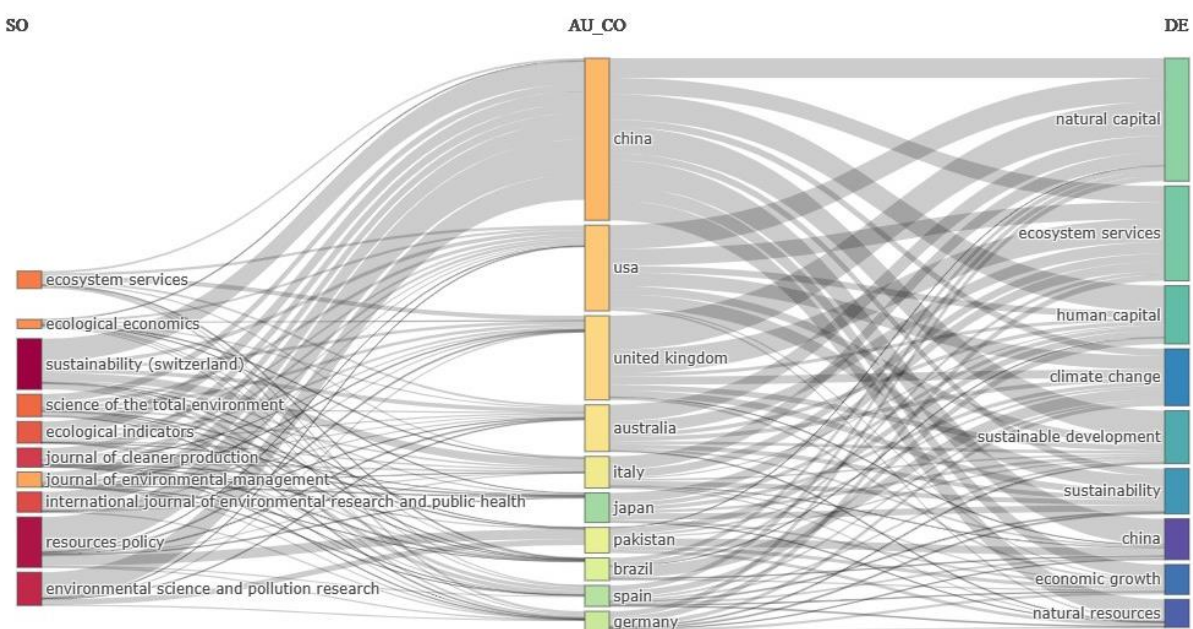 SO
AU_CO
DE
ecosystem services
ecological economics
sustainability (switzerland)
science of the total environment
ecological indicators
journal of cleaner production
journal of environmental management
international journal of environmental research and public health
resources policy
environmental science and pollution research
china
usa
united kingdom
australia
italy
japan
pakistan
brazil
spain
germany
natural capital
ecosystem services
human capital
climate change
sustainable development
sustainability
china
economic growth
natural resources